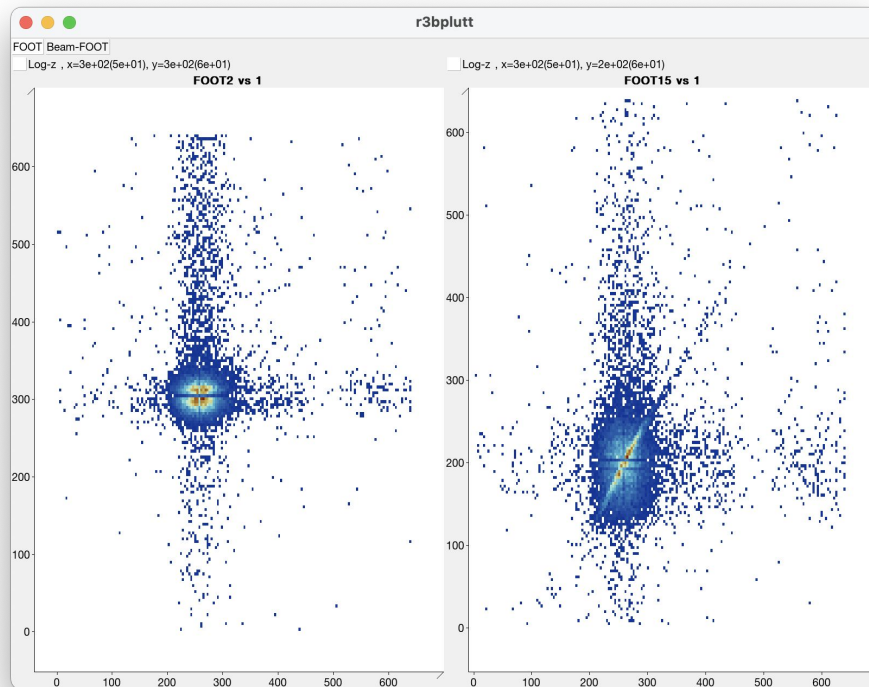 r3bplutt
FOOT Beam-FOOT
Log-z , x=3e+02(5e+01), y=3e+02(6e+01)
FOOT2 vs 1
600
500
400
300
200
100
0
0 100 200 300 400 500 600
Log-z , x=3e+02(5e+01), y=2e+02(6e+01)
FOOT15 vs 1
600
500
400
300
200
100
0
0 100 200 300 400 500 600